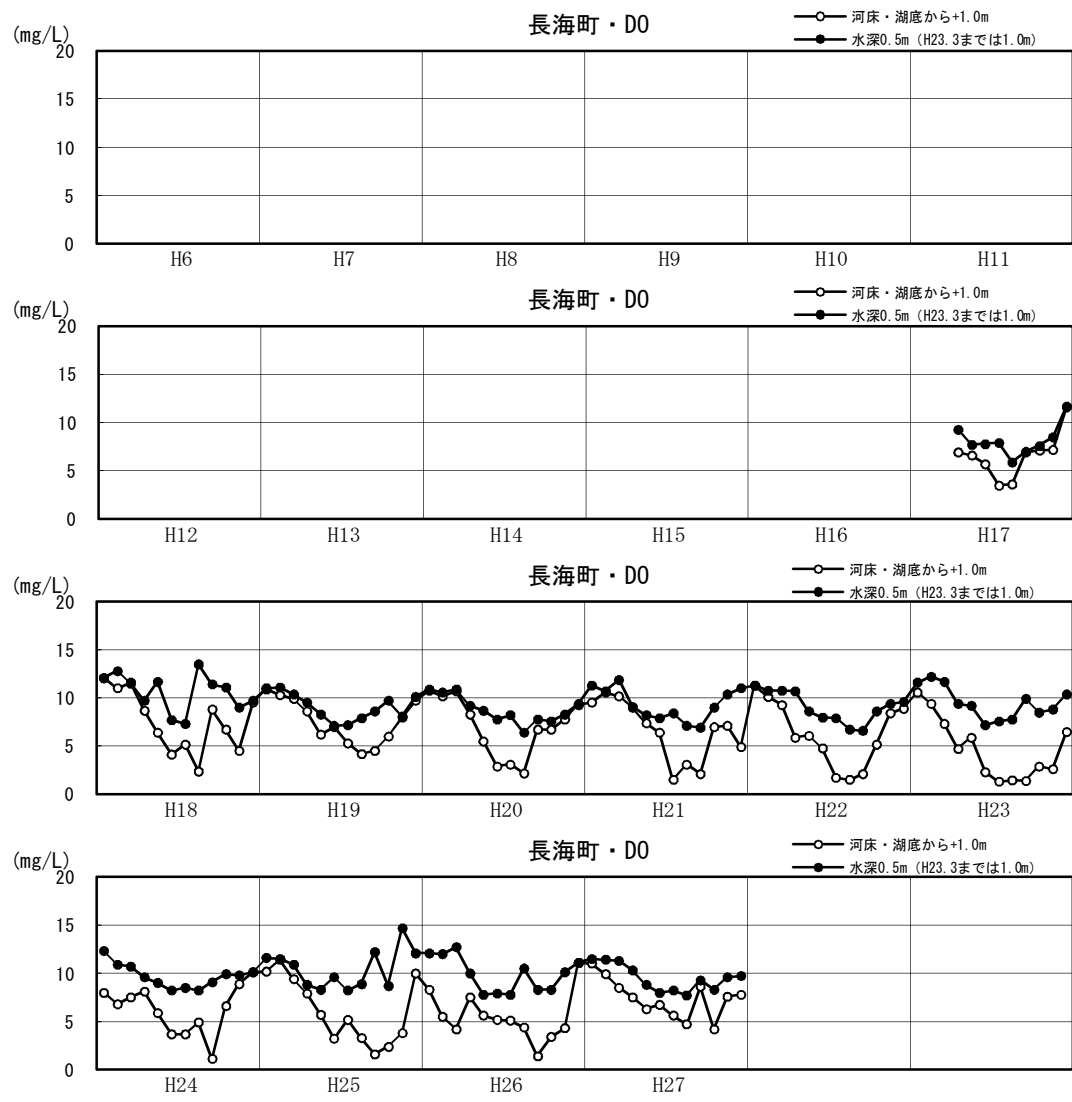 長海町・DO
(mg/L)
河床・湖底から+1.0m
水深0.5m（H23.3までは1.0m）
20
15
10
5
0
H6 H7 H8 H9 H10 H11
長海町・DO
(mg/L)
河床・湖底から+1.0m
水深0.5m（H23.3までは1.0m）
20
15
10
5
0
H12 H13 H14 H15 H16 H17
長海町・DO
(mg/L)
河床・湖底から+1.0m
水深0.5m（H23.3までは1.0m）
20
15
10
5
0
H18 H19 H20 H21 H22 H23
長海町・DO
(mg/L)
河床・湖底から+1.0m
水深0.5m（H23.3までは1.0m）
20
15
10
5
0
H24 H25 H26 H27